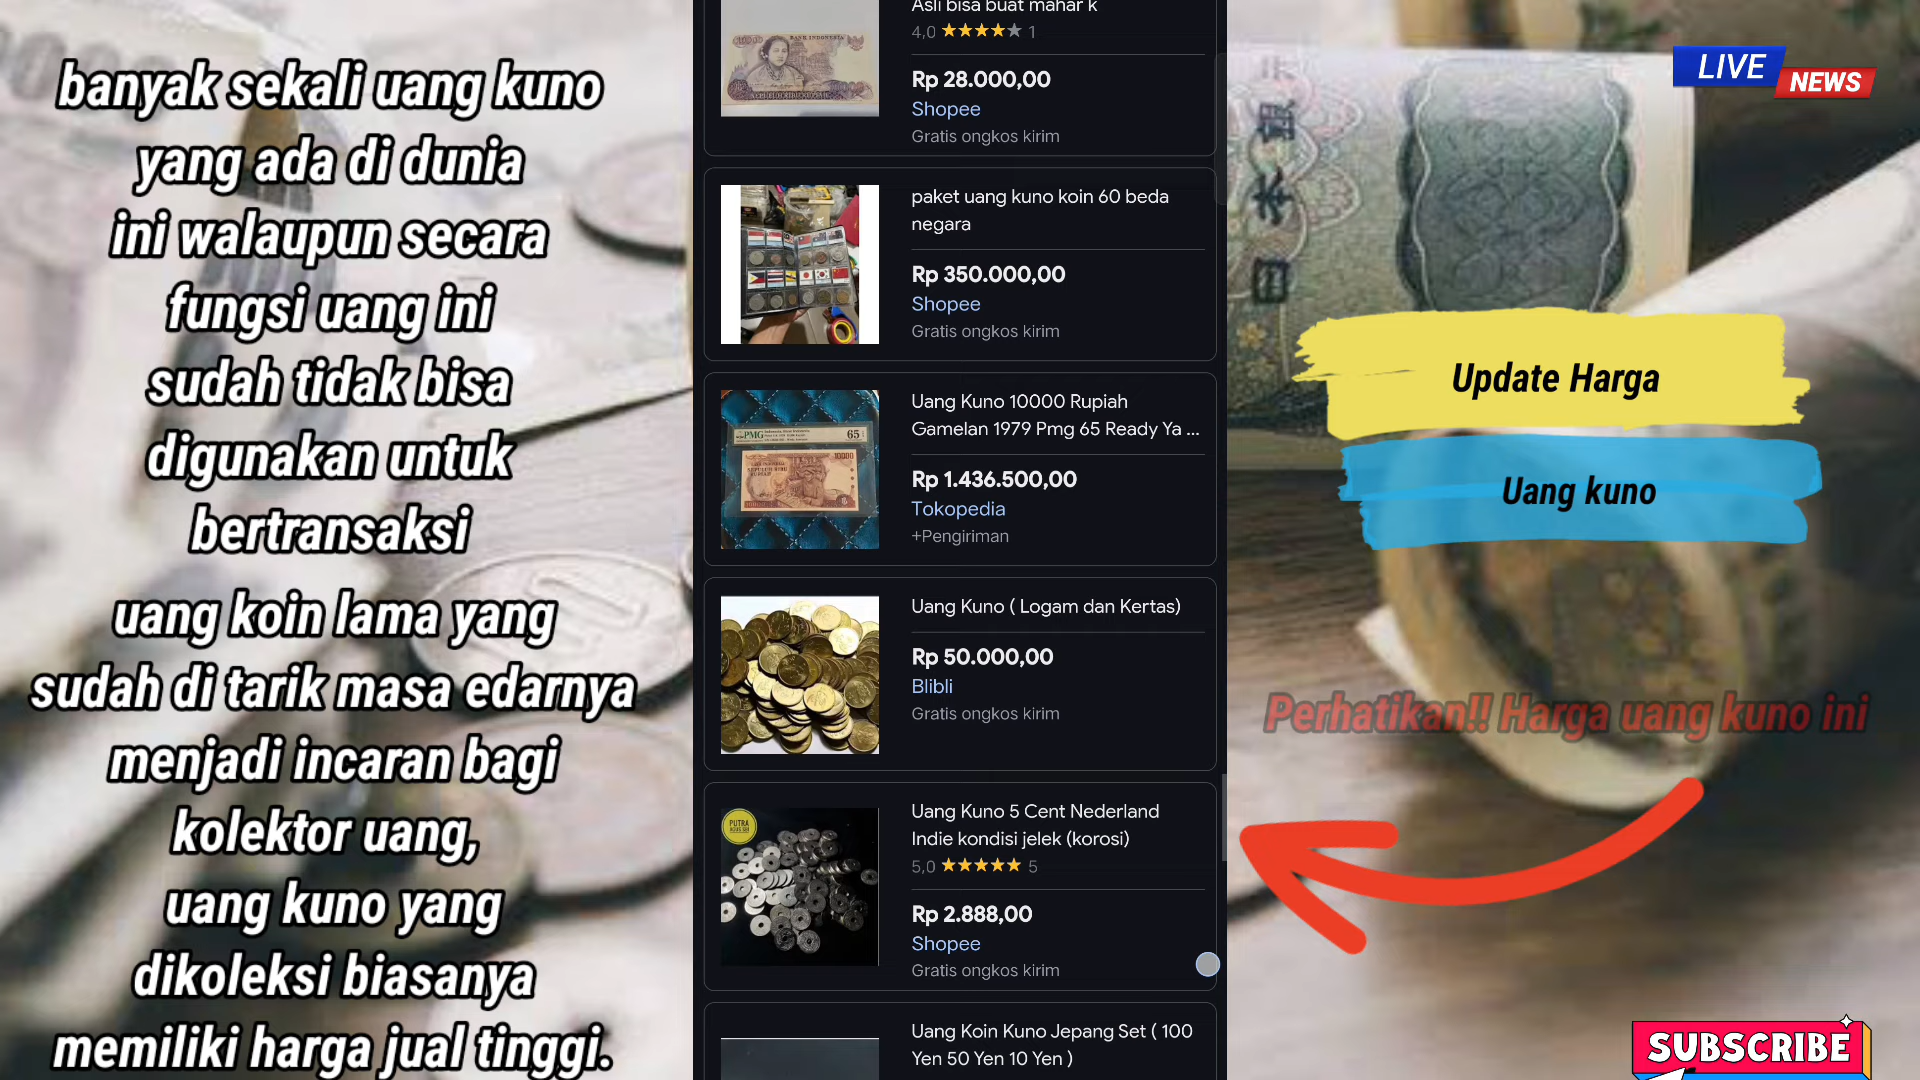 banyak sekali uang kuno
yang ada di dunia
ini walaupun secara
fungsi uang ini
sudah tidak bisa
digunakan untuk
bertransaksi
uang koin lama yang
sudah di tarik masa edarnya
menjadi incaran bagi
kolektor uang,
uang kuno yang
dikoleksi biasanya
memiliki harga jual tinggi.
Asli bisa buat mahar k
4,0 ★★★★★ 1
Rp 28.000,00
Shopee
Gratis ongkos kirim
paket uang kuno koin 60 beda
negara
Rp 350.000,00
Shopee
Gratis ongkos kirim
Uang Kuno 10000 Rupiah
Gamelan 1979 Pmg 65 Ready Ya ...
Rp 1.436.500,00
Tokopedia
+Pengiriman
PMG
65
10000
Uang Kuno ( Logam dan Kertas)
Rp 50.000,00
Blibli
Gratis ongkos kirim
PUTRA
Uang Kuno 5 Cent Nederland
Indie kondisi jelek (korosi)
5,0 ★★★★★ 5
Rp 2.888,00
Shopee
Gratis ongkos kirim
Uang Koin Kuno Jepang Set ( 100
Yen 50 Yen 10 Yen )
LIVE
NEWS
Update Harga
Uang kuno
Perhatikan!! Harga uang kuno ini
SUBSCRIBE